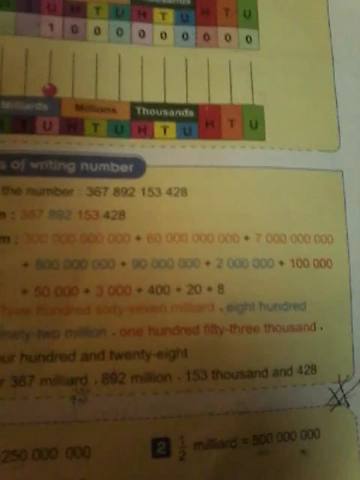 U H T U H T U H T U
1 0 0 0 0 0 0 0 0 0
Milliards Millions Thousands
T U H T U H T U H T U
s of writing number
the number : 367 892 153 428
m : 367 892 153 428
m : 300 000 000 000 + 60 000 000 000 + 7 000 000 000
+ 800 000 000 + 90 000 000 + 2 000 000 + 100 000
+ 50 000 + 3 000 + 400 + 20 + 8
Three hundred sixty-seven milliard , eight hundred
ninety-two million , one hundred fifty-three thousand ,
our hundred and twenty-eight
r 367 milliard , 892 million , 153 thousand and 428
250 000 000
2 1/2 milliard = 500 000 000